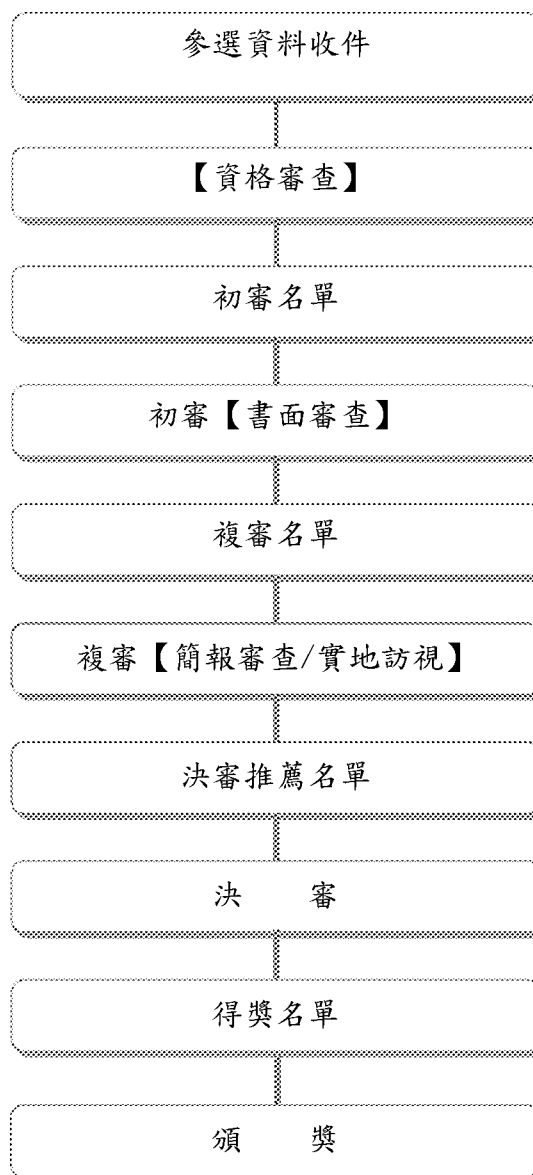 參選資料收件
【資格審查】
初審名單
初審【書面審查】
複審名單
複審【簡報審查/實地訪視】
決審推薦名單
決　　審
得獎名單
頒　　獎